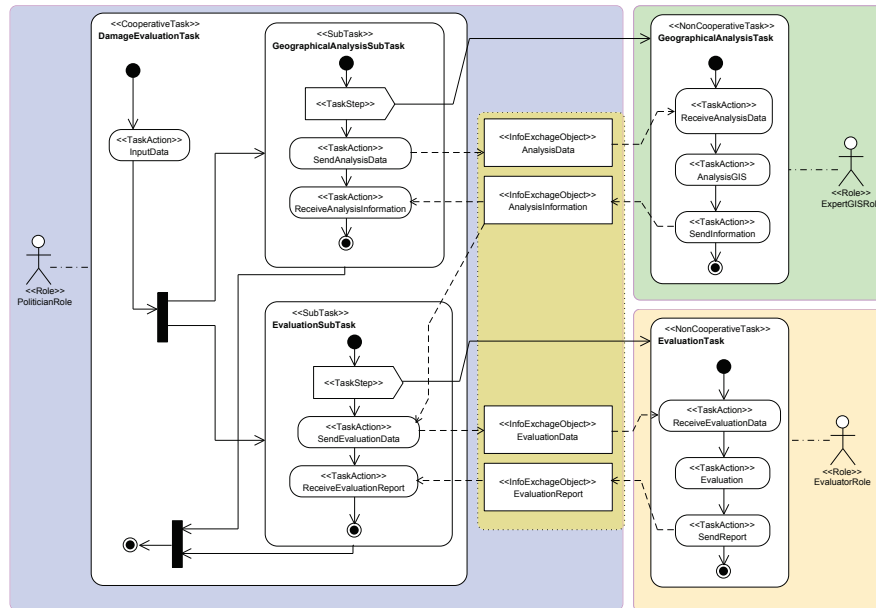 <<CooperativeTask>>
DamageEvaluationTask
<<TaskAction>>
InputData
<<Role>>
PoliticianRole
<<SubTask>>
GeographicalAnalysisSubTask
<<TaskStep>>
<<TaskAction>>
SendAnalysisData
<<TaskAction>>
ReceiveAnalysisInformation
<<SubTask>>
EvaluationSubTask
<<TaskStep>>
<<TaskAction>>
SendEvaluationData
<<TaskAction>>
ReceiveEvaluationReport
<<InfoExchageObject>>
AnalysisData
<<InfoExchageObject>>
AnalysisInformation
<<InfoExchageObject>>
EvaluationData
<<InfoExchageObject>>
EvaluationReport
<<NonCooperativeTask>>
GeographicalAnalysisTask
<<TaskAction>>
ReceiveAnalysisData
<<TaskAction>>
AnalysisGIS
<<TaskAction>>
SendInformation
<<Role>>
ExpertGISRol
<<NonCooperativeTask>>
EvaluationTask
<<TaskAction>>
ReceiveEvaluationData
<<TaskAction>>
Evaluation
<<TaskAction>>
SendReport
<<Role>>
EvaluatorRole